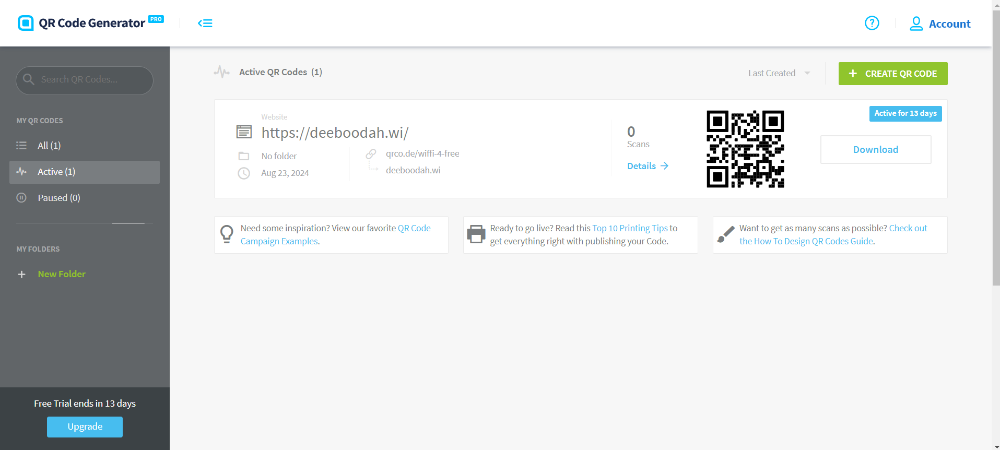 QR Code Generator PRO
Account
Search QR Codes...
MY QR CODES
All (1)
Active (1)
Paused (0)
MY FOLDERS
New Folder
Free Trial ends in 13 days
Upgrade
Active QR Codes (1)
Last Created
CREATE QR CODE
Website
https://deeboodah.wi/
No folder
Aug 23, 2024
qrco.de/wiffi-4-free
deeboodah.wi
0
Scans
Details
Active for 13 days
Download
Need some inspiration? View our favorite QR Code
Campaign Examples.
Ready to go live? Read this Top 10 Printing Tips to
get everything right with publishing your Code.
Want to get as many scans as possible? Check out
the How To Design QR Codes Guide.